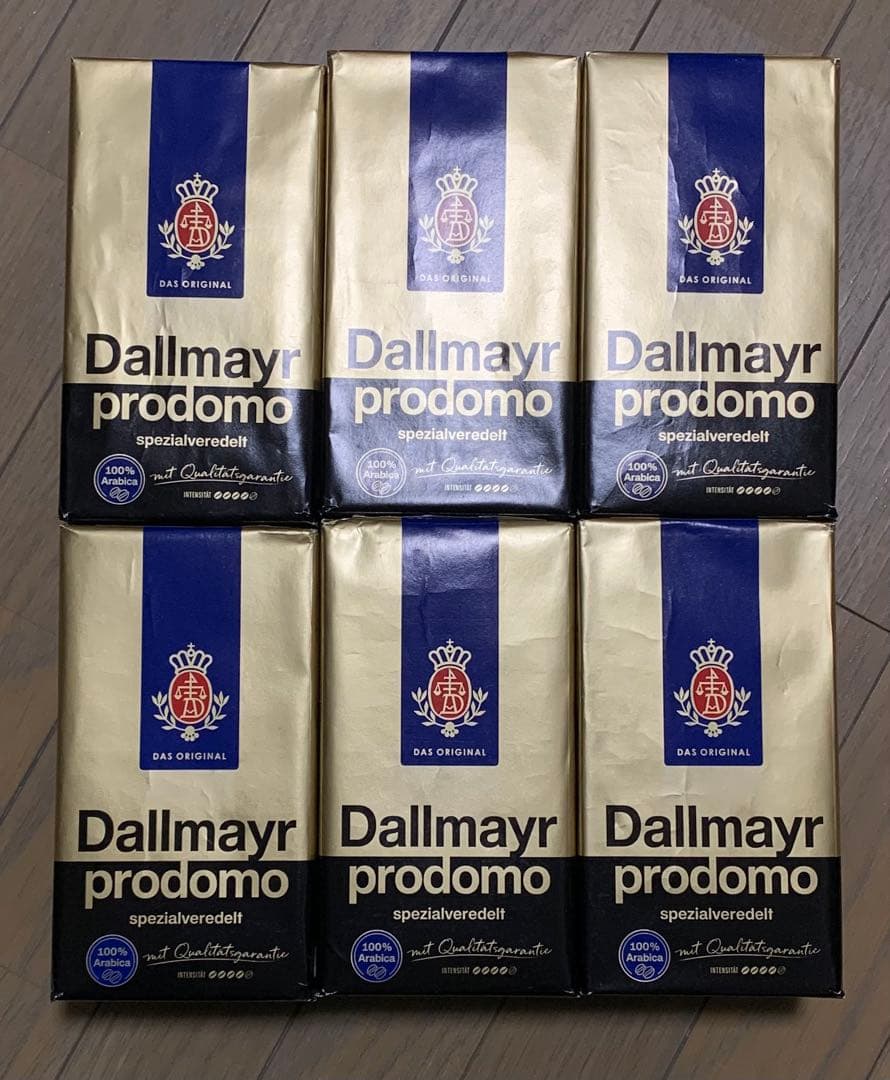 DAS ORIGINAL
Dallmayr
prodomo
spezialveredelt
100%
Arabica
mit Qualitätsgarantie
INTENSITÄT
DAS ORIGINAL
Dallmayr
prodomo
spezialveredelt
100%
Arabica
mit Qualitätsgarantie
INTENSITÄT
DAS ORIGINAL
Dallmayr
prodomo
spezialveredelt
100%
Arabica
mit Qualitätsgarantie
INTENSITÄT
DAS ORIGINAL
Dallmayr
prodomo
spezialveredelt
100%
Arabica
mit Qualitätsgarantie
INTENSITÄT
DAS ORIGINAL
Dallmayr
prodomo
spezialveredelt
100%
Arabica
mit Qualitätsgarantie
INTENSITÄT
DAS ORIGINAL
Dallmayr
prodomo
spezialveredelt
100%
Arabica
mit Qualitätsgarantie
INTENSITÄT